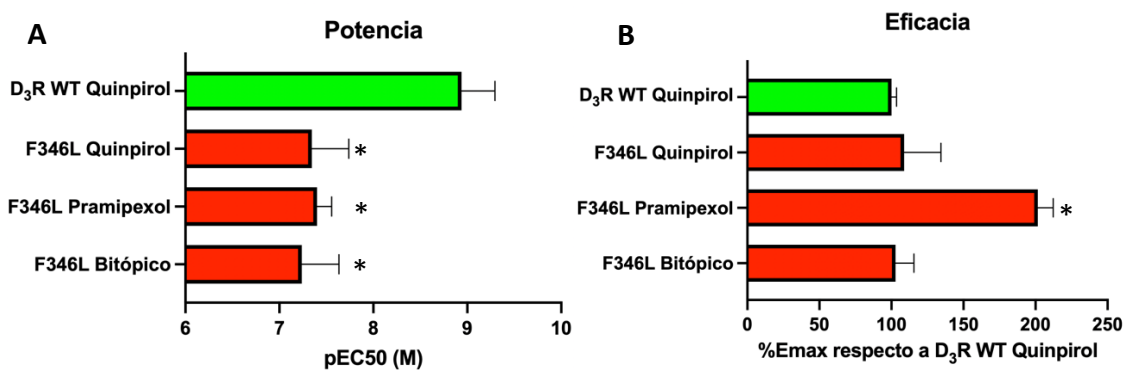 A
Potencia
D₃R WT Quinpirol
F346L Quinpirol
*
F346L Pramipexol
*
F346L Bitópico
*
6 7 8 9 10
pEC50 (M)
B
Eficacia
D₃R WT Quinpirol
F346L Quinpirol
F346L Pramipexol
*
F346L Bitópico
0 50 100 150 200 250
%Emax respecto a D₃R WT Quinpirol